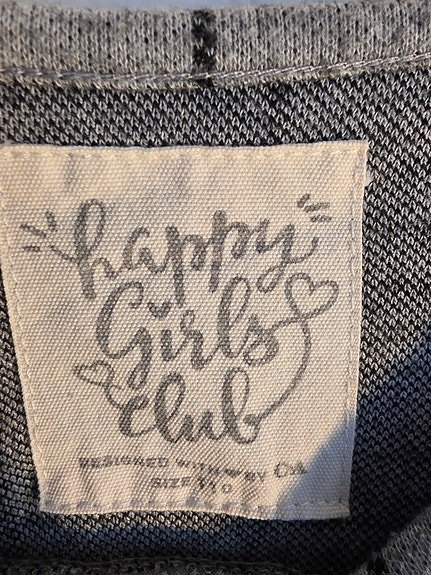 happy
Girls
club
DESIGNED WITH ♥ BY C&A
SIZE 110